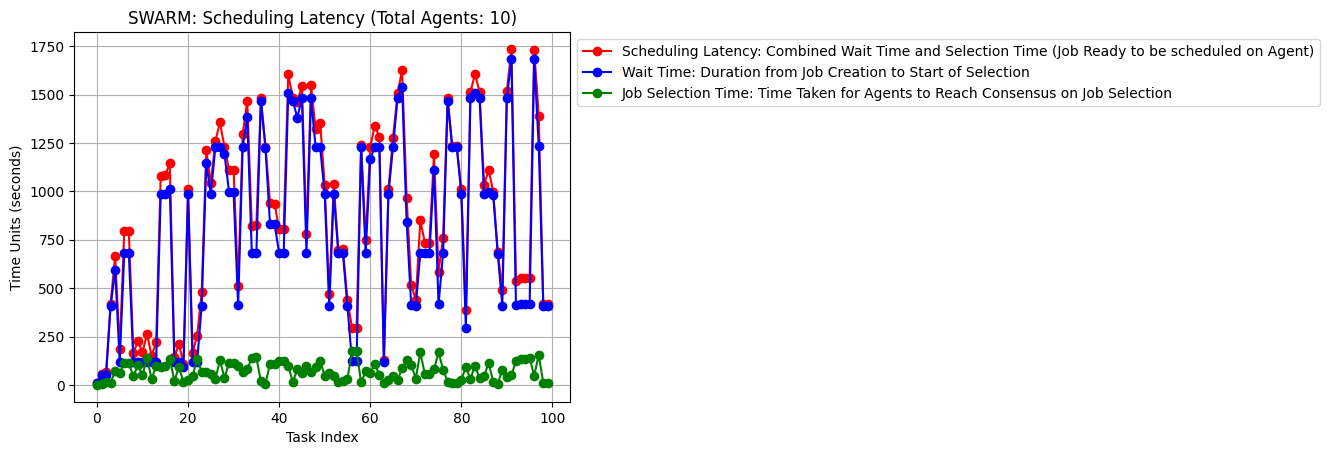 SWARM: Scheduling Latency (Total Agents: 10)
Scheduling Latency: Combined Wait Time and Selection Time (Job Ready to be scheduled on Agent)
Wait Time: Duration from Job Creation to Start of Selection
Job Selection Time: Time Taken for Agents to Reach Consensus on Job Selection
Time Units (seconds)
1750
1500
1250
1000
750
500
250
0
0 20 40 60 80 100
Task Index